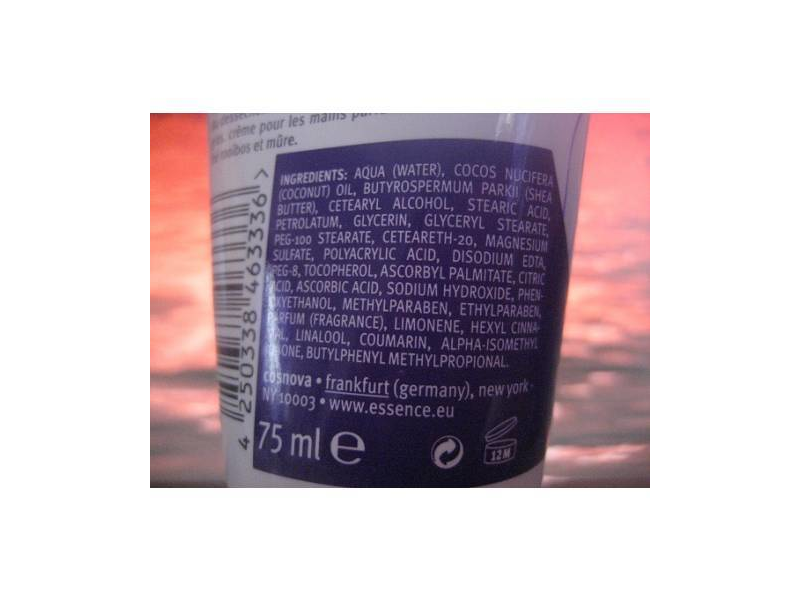 crème pour les mains
rooibos et mûre.
INGREDIENTS: AQUA (WATER), COCOS NUCIFERA
(COCONUT) OIL, BUTYROSPERMUM PARKII (SHEA
BUTTER), CETEARYL ALCOHOL, STEARIC ACID,
PETROLATUM, GLYCERIN, GLYCERYL STEARATE,
PEG-100 STEARATE, CETEARETH-20, MAGNESIUM
SULFATE, POLYACRYLIC ACID, DISODIUM EDTA,
PEG-8, TOCOPHEROL, ASCORBYL PALMITATE, CITRIC
ACID, ASCORBIC ACID, SODIUM HYDROXIDE, PHEN-
OXYETHANOL, METHYLPARABEN, ETHYLPARABEN,
PARFUM (FRAGRANCE), LIMONENE, HEXYL CINNA-
MAL, LINALOOL, COUMARIN, ALPHA-ISOMETHYL
IONONE, BUTYLPHENYL METHYLPROPIONAL.
cosnova • frankfurt (germany), new york •
NY 10003 • www.essence.eu
75 ml e
12 M
4 250338 463336 >